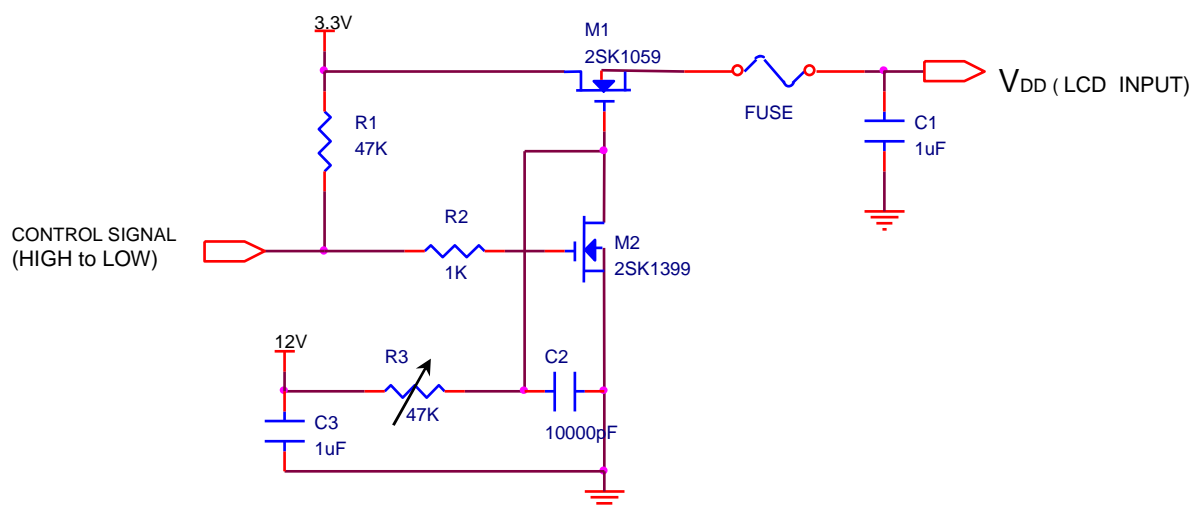 3.3V
M1
2SK1059
VDD ( LCD INPUT)
FUSE
R1
47K
C1
1uF
R2
1K
CONTROL SIGNAL
(HIGH to LOW)
M2
2SK1399
12V
R3
47K
C2
10000pF
C3
1uF